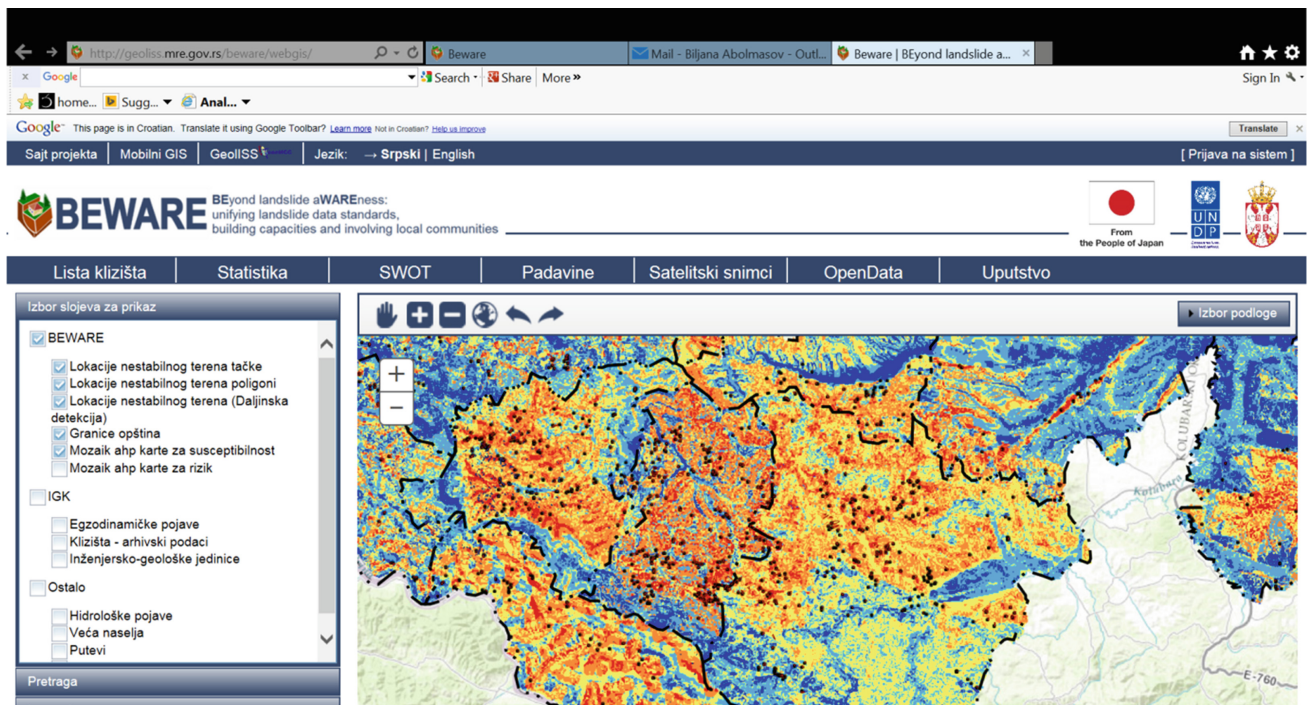 http://geoliss.mre.gov.rs/beware/webgis/
Beware
Mail - Biljana Abolmasov - Outl...
Beware | BEyond landslide a... ×
x Google
Search
Share
More »
Sign In
home...
Sugg...
Anal...
Google This page is in Croatian. Translate it using Google Toolbar? Learn more Not in Croatian? Help us improve
Translate ×
Sajt projekta | Mobilni GIS | GeolISS
Jezik: → Srpski | English
[ Prijava na sistem ]
BEWARE
BEyond landslide aWAREness:
unifying landslide data standards,
building capacities and involving local communities
From
the People of Japan
U N
D P
Lista klizišta
Statistika
SWOT
Padavine
Satelitski snimci
OpenData
Uputstvo
Izbor slojeva za prikaz
BEWARE
Lokacije nestabilnog terena tačke
Lokacije nestabilnog terena poligoni
Lokacije nestabilnog terena (Daljinska
detekcija)
Granice opština
Mozaik ahp karte za susceptibilnost
Mozaik ahp karte za rizik
IGK
Egzodinamičke pojave
Klizišta - arhivski podaci
Inženjersko-geološke jedinice
Ostalo
Hidrološke pojave
Veća naselja
Putevi
Pretraga
Izbor podloge
+
−
Kolubara
E-760